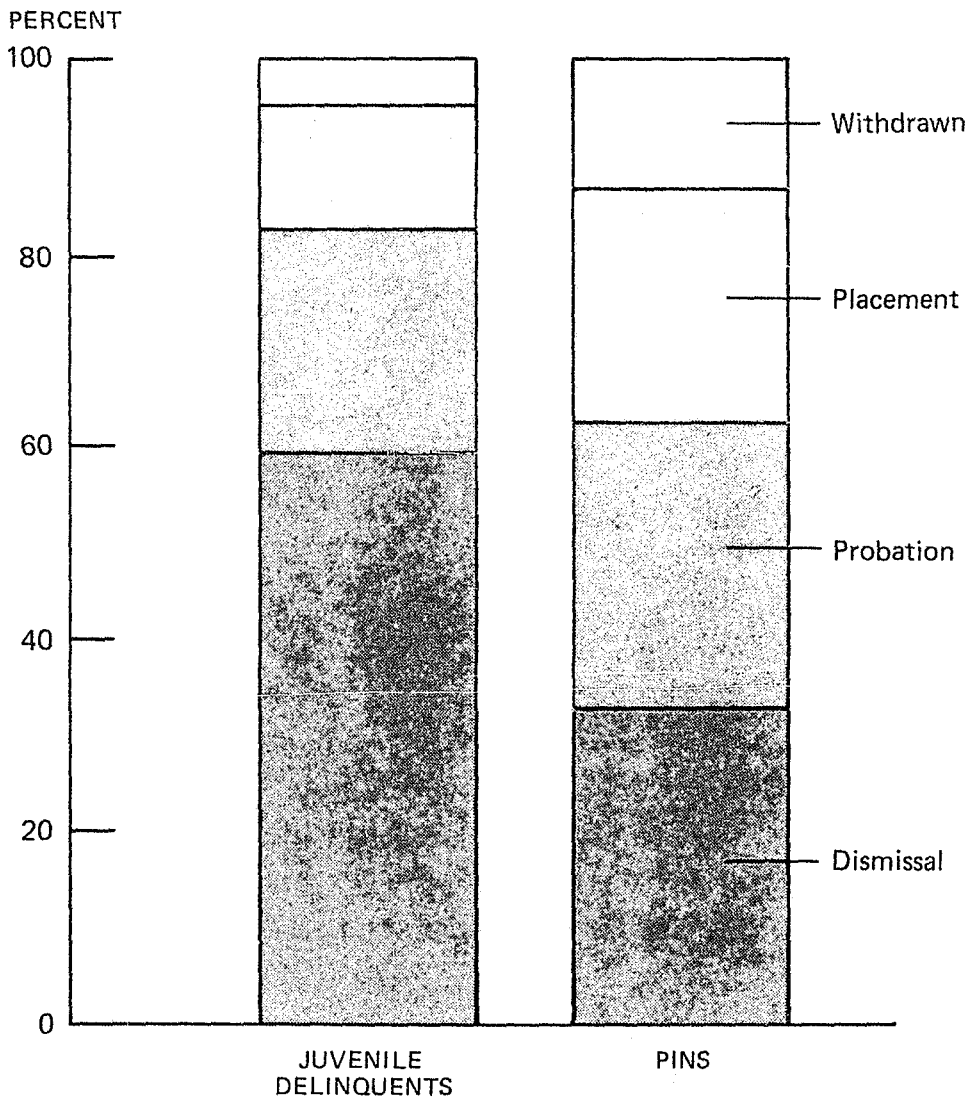 PERCENT
100
80
60
40
20
0
Withdrawn
Placement
Probation
Dismissal
JUVENILE
DELINQUENTS
PINS